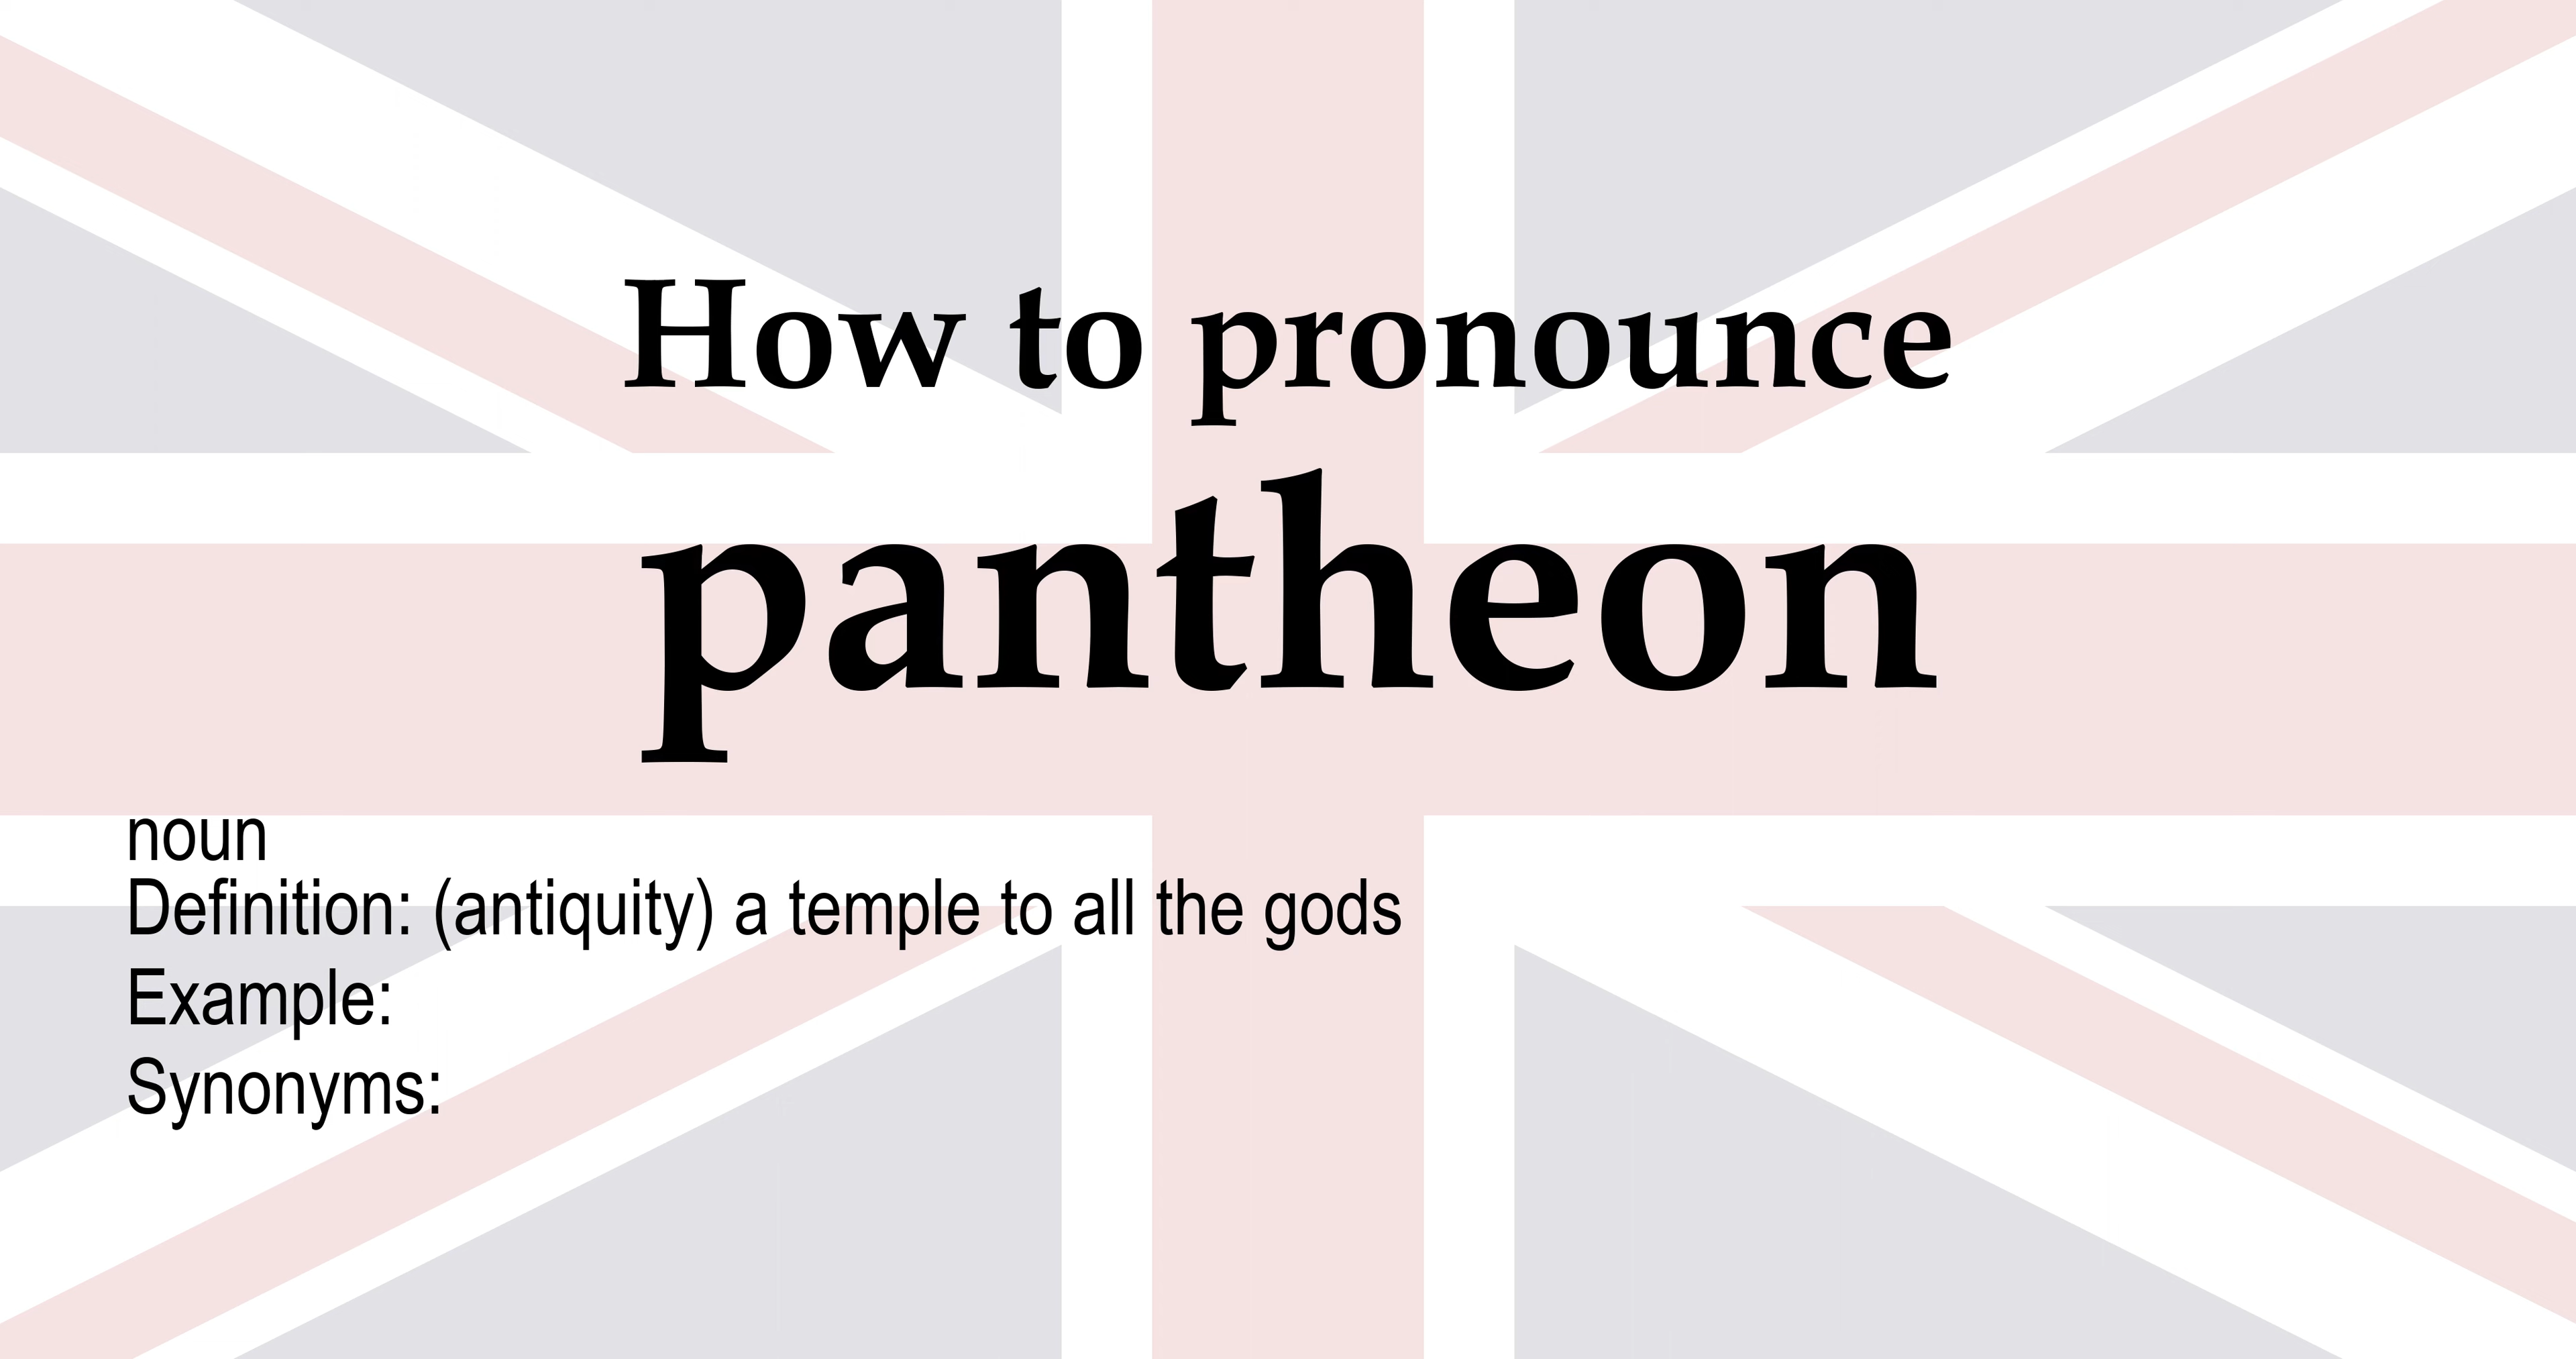 How to pronounce
pantheon
noun
Definition: (antiquity) a temple to all the gods
Example:
Synonyms: